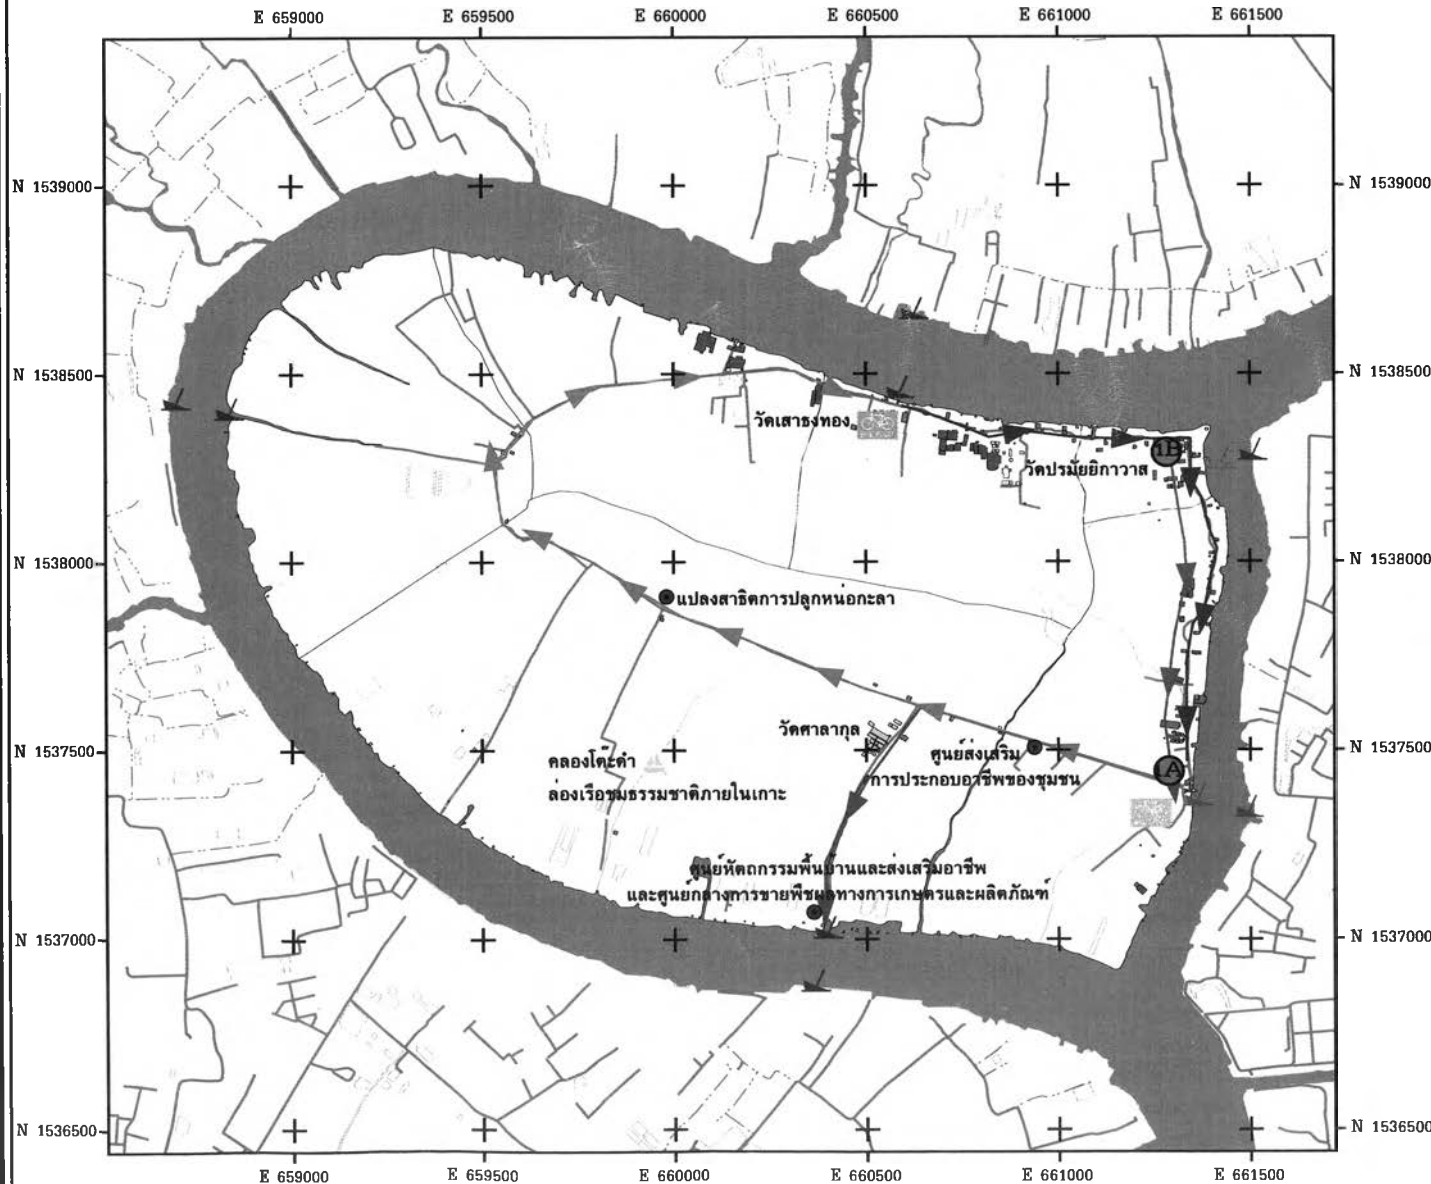 E 659000 E 659500 E 660000 E 660500 E 661000 E 661500
N 1539000 N 1539000
N 1538500 N 1538500
วัดเสาธงทอง
1B
วัดปรมัยยิกาวาส
N 1538000 N 1538000
แปลงสาธิตการปลูกหน่อกะลา
วัดศาลากุล
N 1537500 N 1537500
ศูนย์ส่งเสริม
การประกอบอาชีพของชุมชน
1A
คลองโต๊ะดำ
ล่องเรือชมธรรมชาติภายในเกาะ
ศูนย์หัตถกรรมพื้นบ้านและส่งเสริมอาชีพ
และศูนย์กลางการขายพืชผลทางการเกษตรและผลิตภัณฑ์
N 1537000 N 1537000
N 1536500 N 1536500
E 659000 E 659500 E 660000 E 660500 E 661000 E 661500